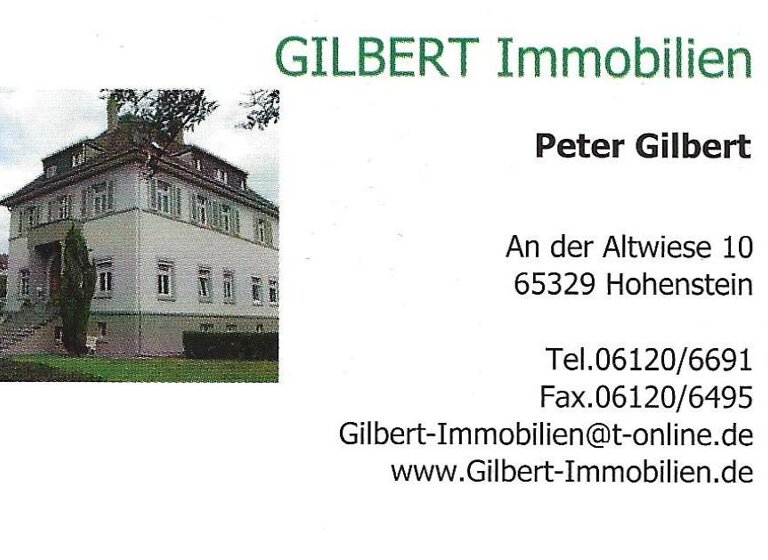 GILBERT Immobilien
Peter Gilbert
An der Altwiese 10
65329 Hohenstein
Tel.06120/6691
Fax.06120/6495
Gilbert-Immobilien@t-online.de
www.Gilbert-Immobilien.de